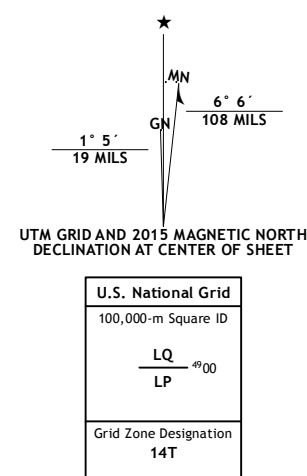 ★
MN
GN
6° 6´
108 MILS
1° 5´
19 MILS
UTM GRID AND 2015 MAGNETIC NORTH
DECLINATION AT CENTER OF SHEET
U.S. National Grid
100,000-m Square ID
LQ
⁴⁹00
LP
Grid Zone Designation
14T